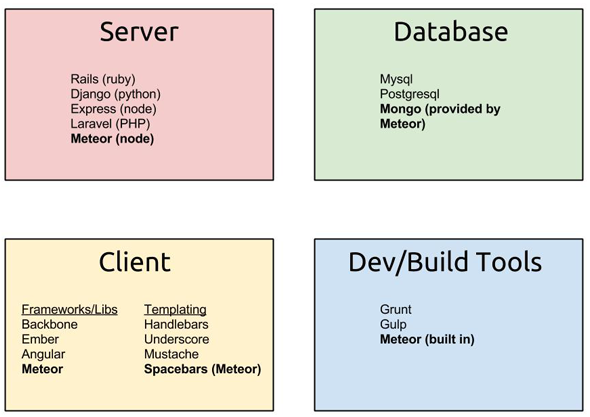 Server
Rails (ruby)
Django (python)
Express (node)
Laravel (PHP)
Meteor (node)
Database
Mysql
Postgresql
Mongo (provided by
Meteor)
Client
Frameworks/Libs
Backbone
Ember
Angular
Meteor
Templating
Handlebars
Underscore
Mustache
Spacebars (Meteor)
Dev/Build Tools
Grunt
Gulp
Meteor (built in)